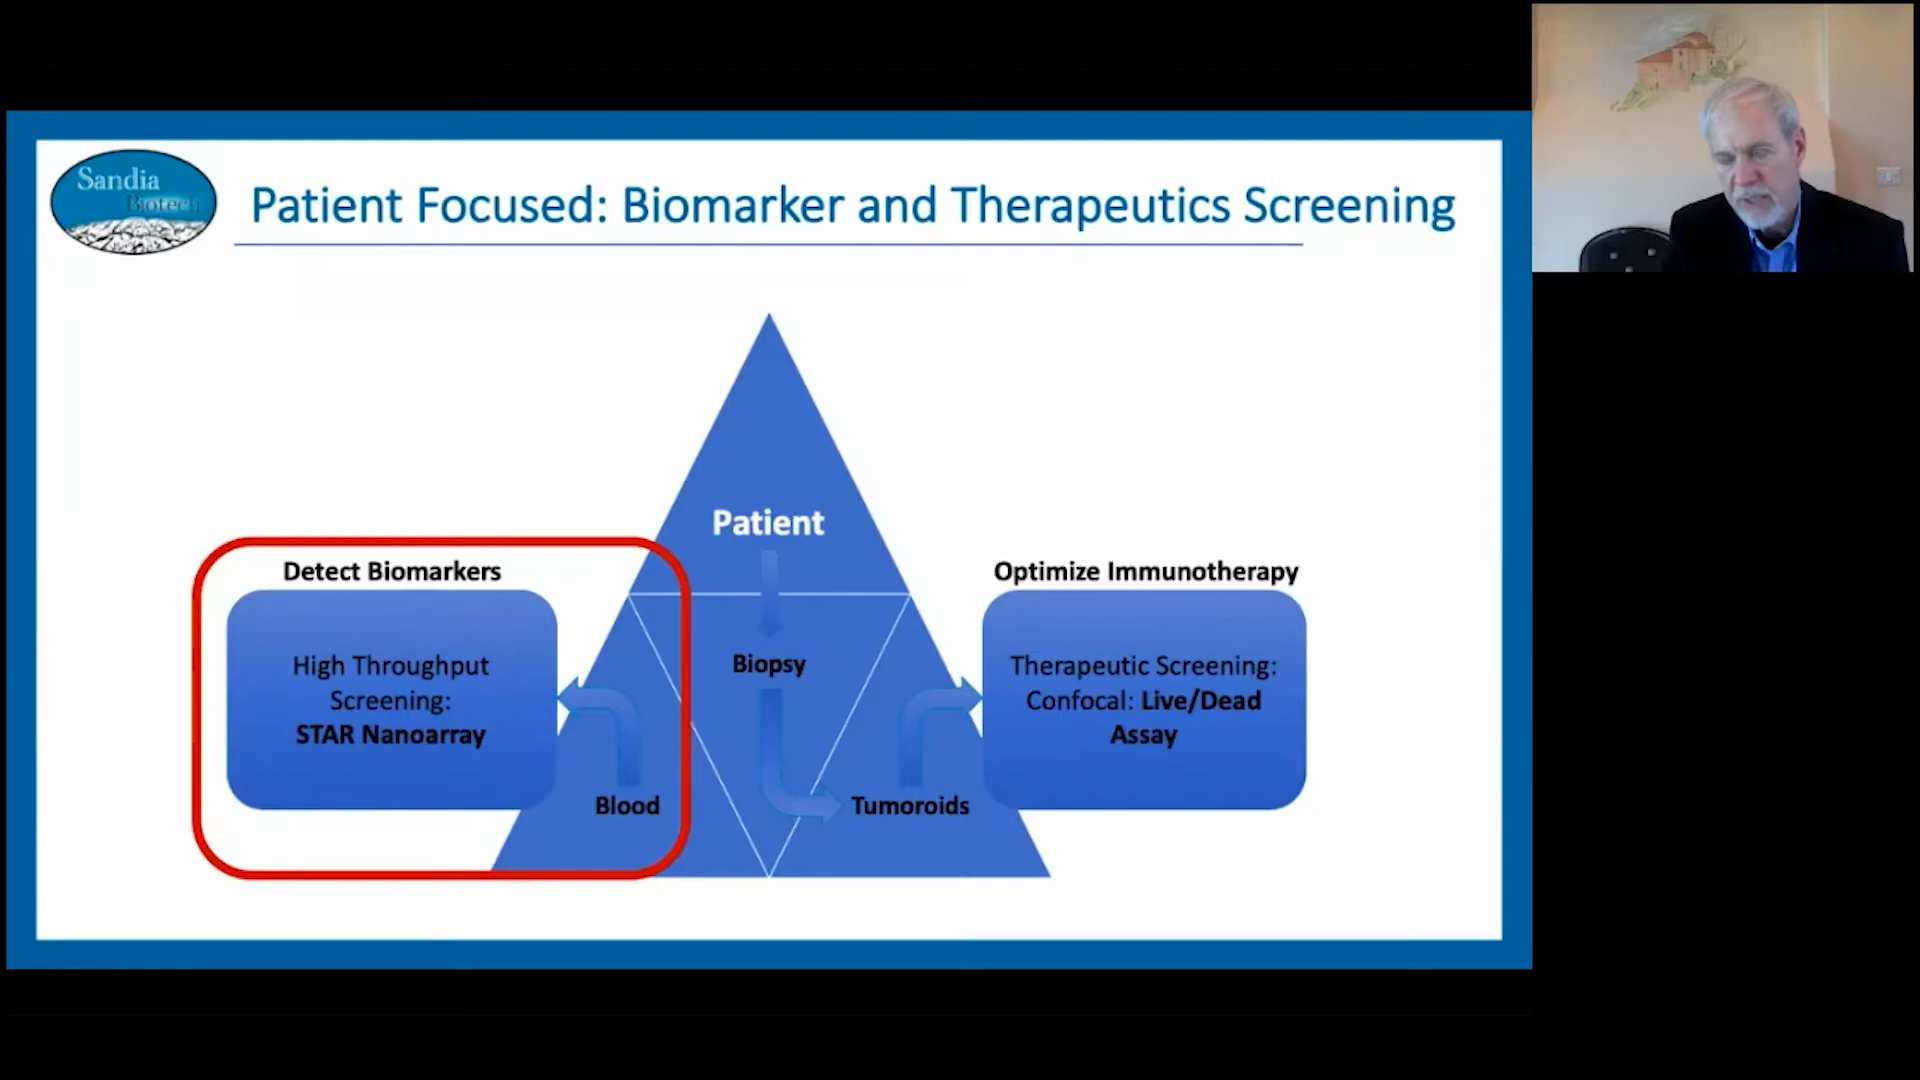 Sandia
Biotech
Patient Focused: Biomarker and Therapeutics Screening
Patient
Detect Biomarkers
High Throughput
Screening:
STAR Nanoarray
Blood
Biopsy
Tumoroids
Optimize Immunotherapy
Therapeutic Screening:
Confocal: Live/Dead
Assay